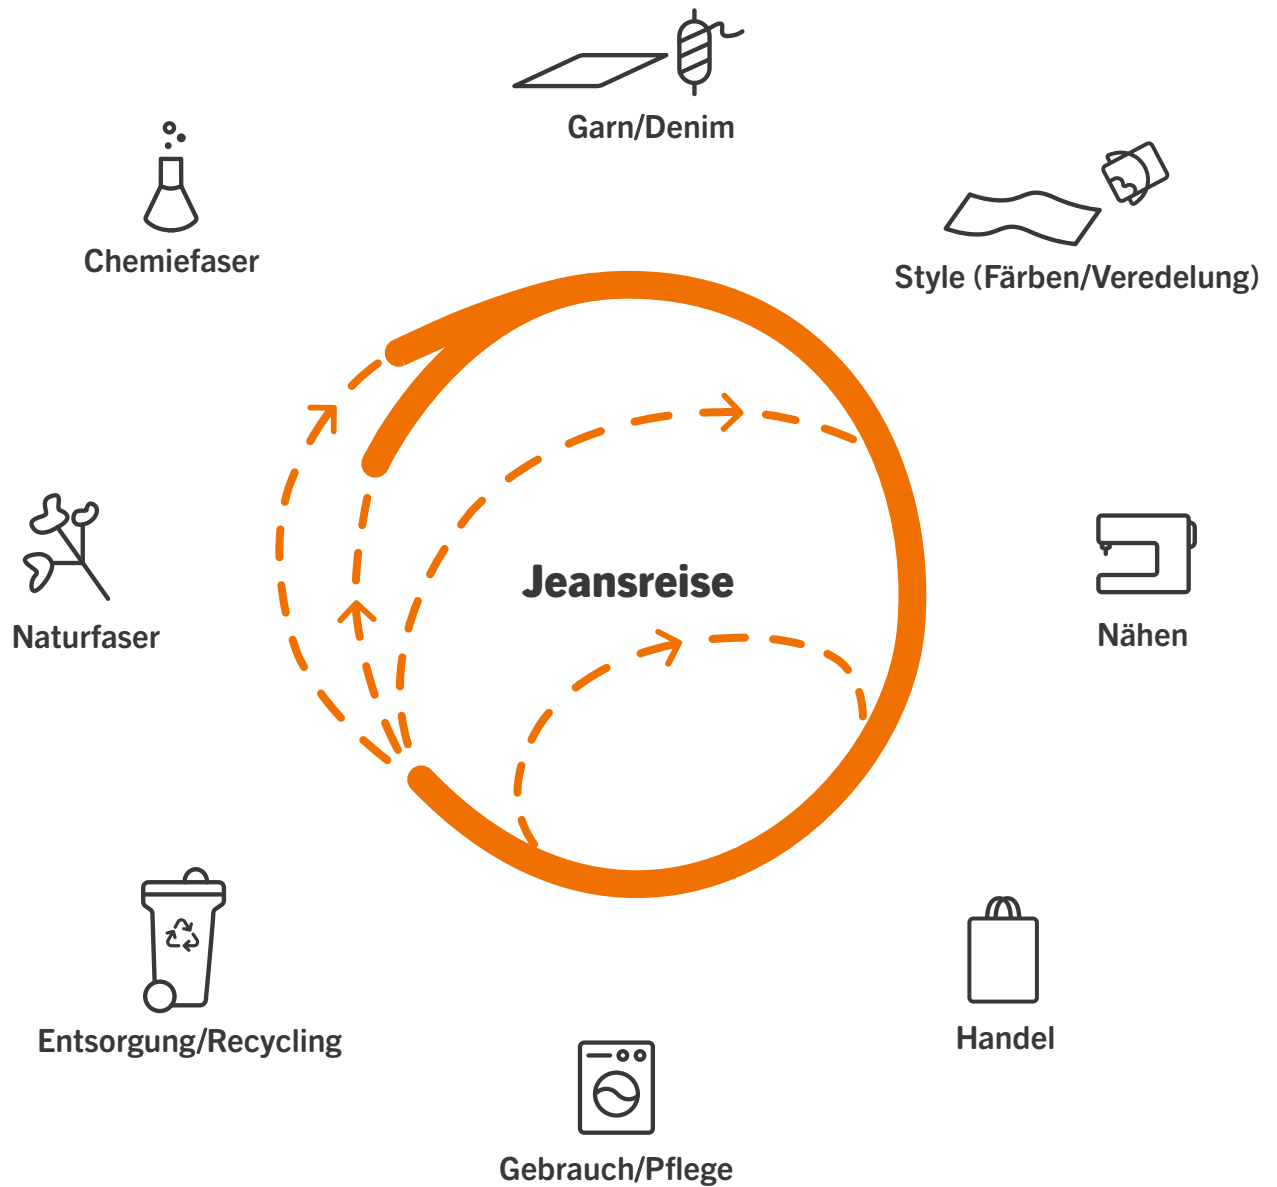 Garn/Denim
Chemiefaser
Style (Färben/Veredelung)
Jeansreise
Naturfaser
Nähen
Entsorgung/Recycling
Handel
Gebrauch/Pflege